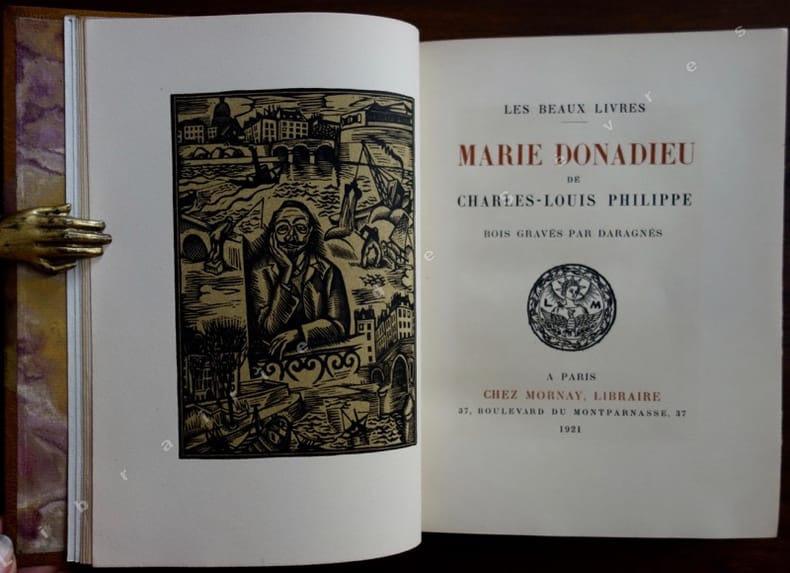 LES BEAUX LIVRES
MARIE DONADIEU
DE
CHARLES-LOUIS PHILIPPE
BOIS GRAVÉS PAR DARAGNÉS
L M
A PARIS
CHEZ MORNAY, LIBRAIRE
37, BOULEVARD DU MONTPARNASSE, 37
1921